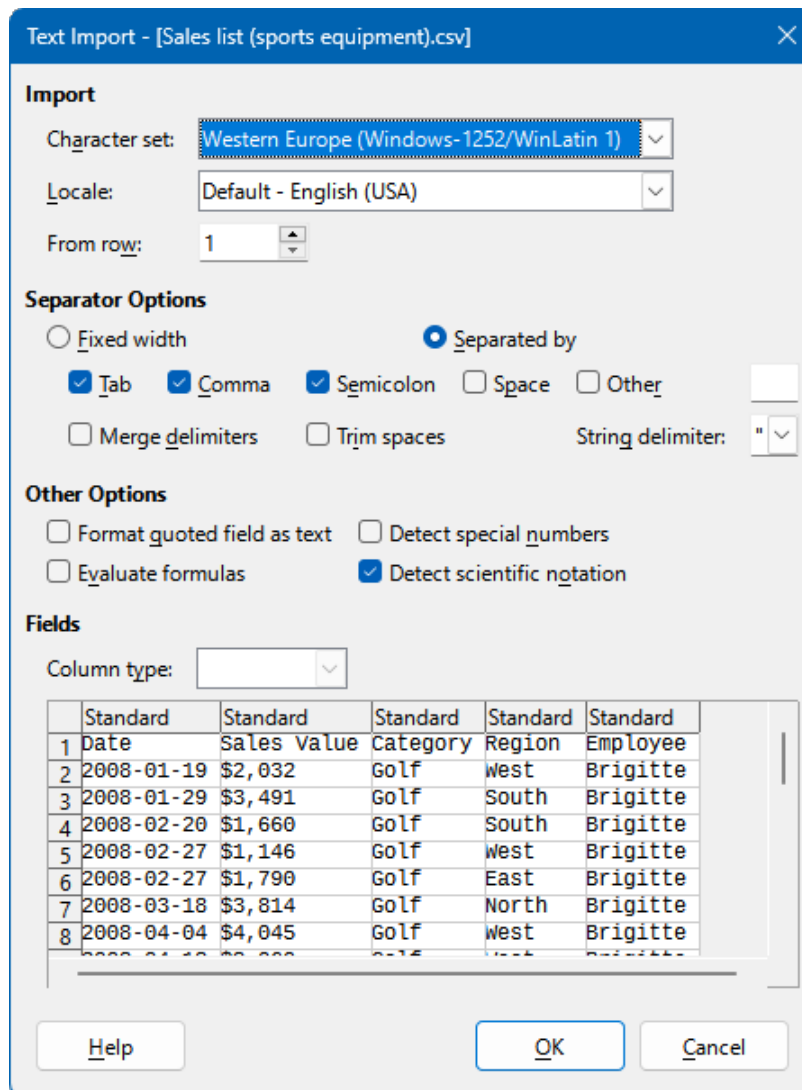 Text Import - [Sales list (sports equipment).csv]
Import
Character set: Western Europe (Windows-1252/WinLatin 1)
Locale: Default - English (USA)
From row: 1
Separator Options
Fixed width Separated by
Tab Comma Semicolon Space Other
Merge delimiters Trim spaces String delimiter: "
Other Options
Format quoted field as text Detect special numbers
Evaluate formulas Detect scientific notation
Fields
Column type:
Standard Standard Standard Standard Standard
1 Date Sales Value Category Region Employee
2 2008-01-19 $2,032 Golf West Brigitte
3 2008-01-29 $3,491 Golf South Brigitte
4 2008-02-20 $1,660 Golf South Brigitte
5 2008-02-27 $1,146 Golf West Brigitte
6 2008-02-27 $1,790 Golf East Brigitte
7 2008-03-18 $3,814 Golf North Brigitte
8 2008-04-04 $4,045 Golf West Brigitte
Help OK Cancel